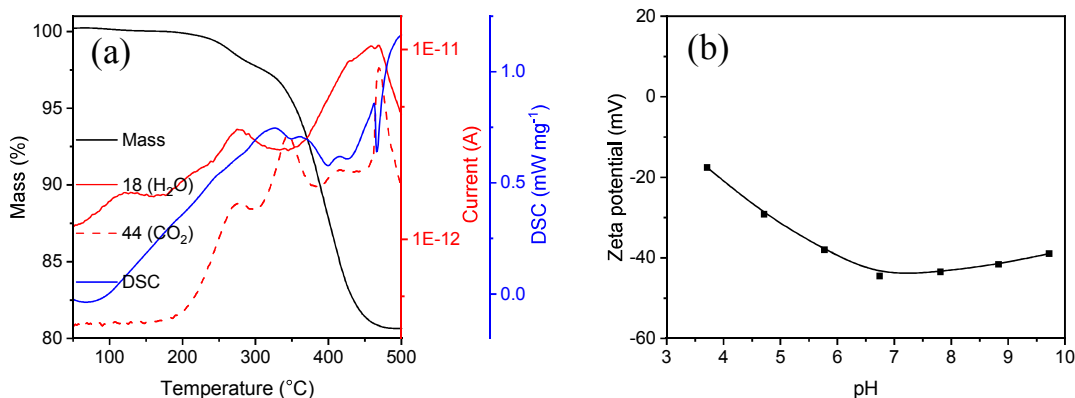 (a)
100
95
90
85
80
Mass (%)
Mass
18 (H₂O)
44 (CO₂)
DSC
100 200 300 400 500
Temperature (°C)
1E-11
1E-12
Current (A)
1.0
0.5
0.0
DSC (mW mg⁻¹)
(b)
20
0
-20
-40
-60
Zeta potential (mV)
3 4 5 6 7 8 9 10
pH